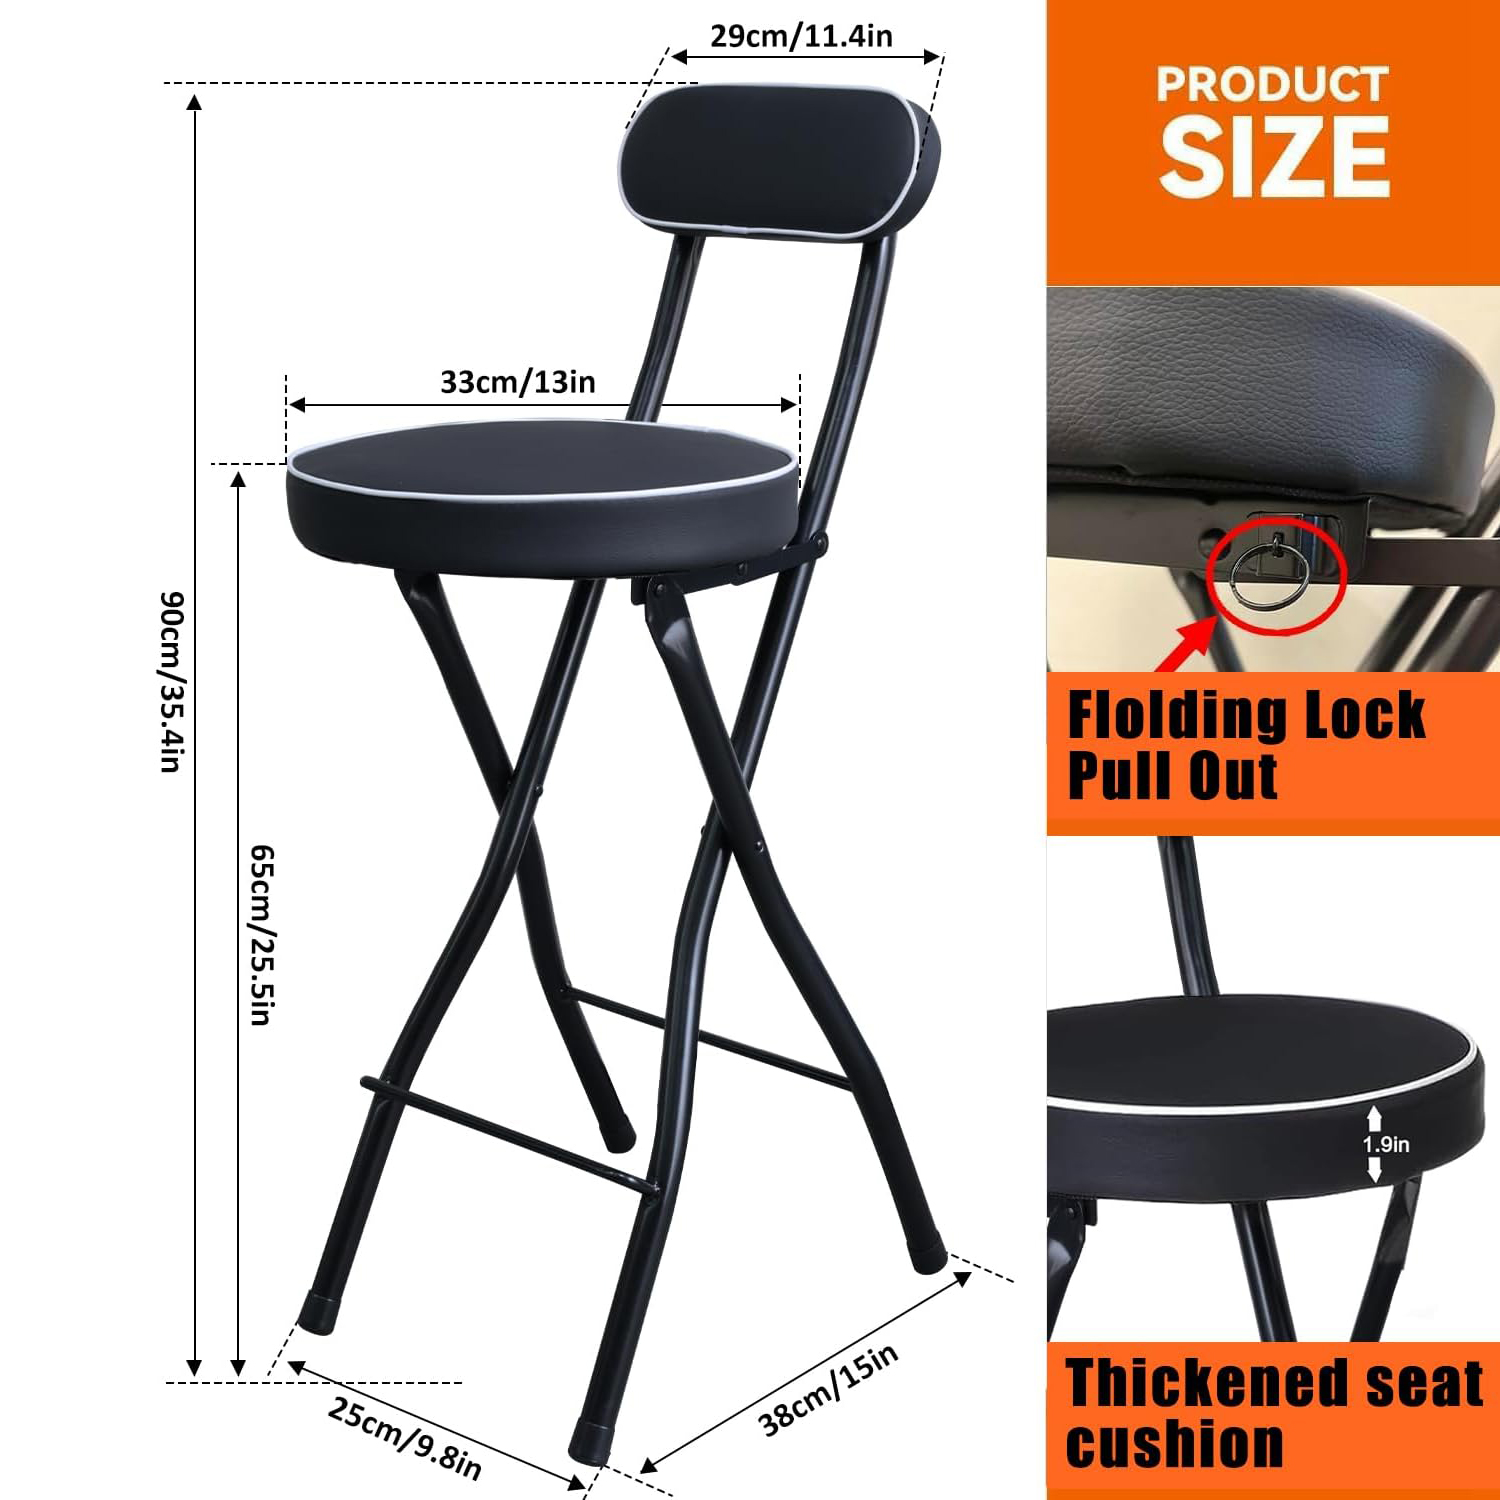 29cm/11.4in
PRODUCT
SIZE
33cm/13in
90cm/35.4in
65cm/25.5in
Flolding Lock
Pull Out
1.9in
25cm/9.8in
38cm/15in
Thickened seat
cushion